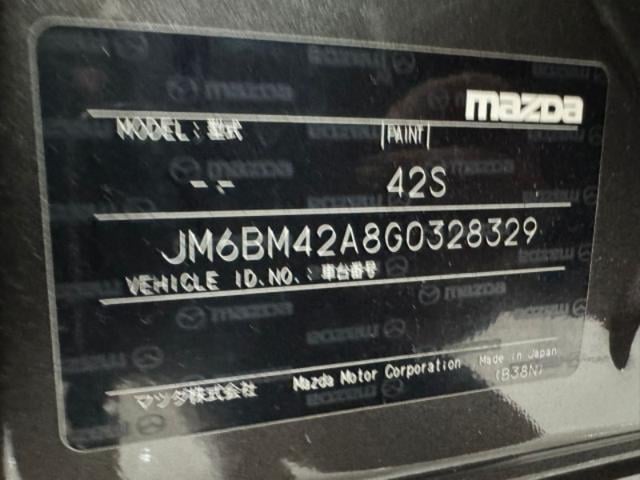 mazda
MODEL: 型式 PAINT
-.- 42S
JM6BM42A8G0328329
VEHICLE ID.NO.: 車台番号
マツダ株式会社 Mazda Motor Corporation Made in Japan
(B38N)